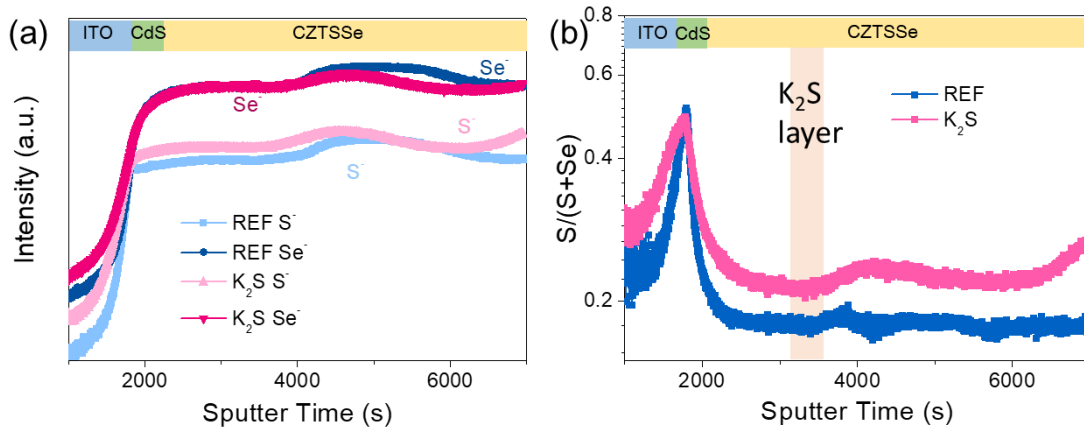 (a)
ITO CdS CZTSSe
Se⁻
Se⁻
S⁻
S⁻
REF S⁻
REF Se⁻
K₂S S⁻
K₂S Se⁻
Intensity (a.u.)
2000 4000 6000
Sputter Time (s)
(b)
0.8
ITO CdS CZTSSe
0.6
0.4
0.2
S/(S+Se)
K₂S
layer
REF
K₂S
2000 4000 6000
Sputter Time (s)